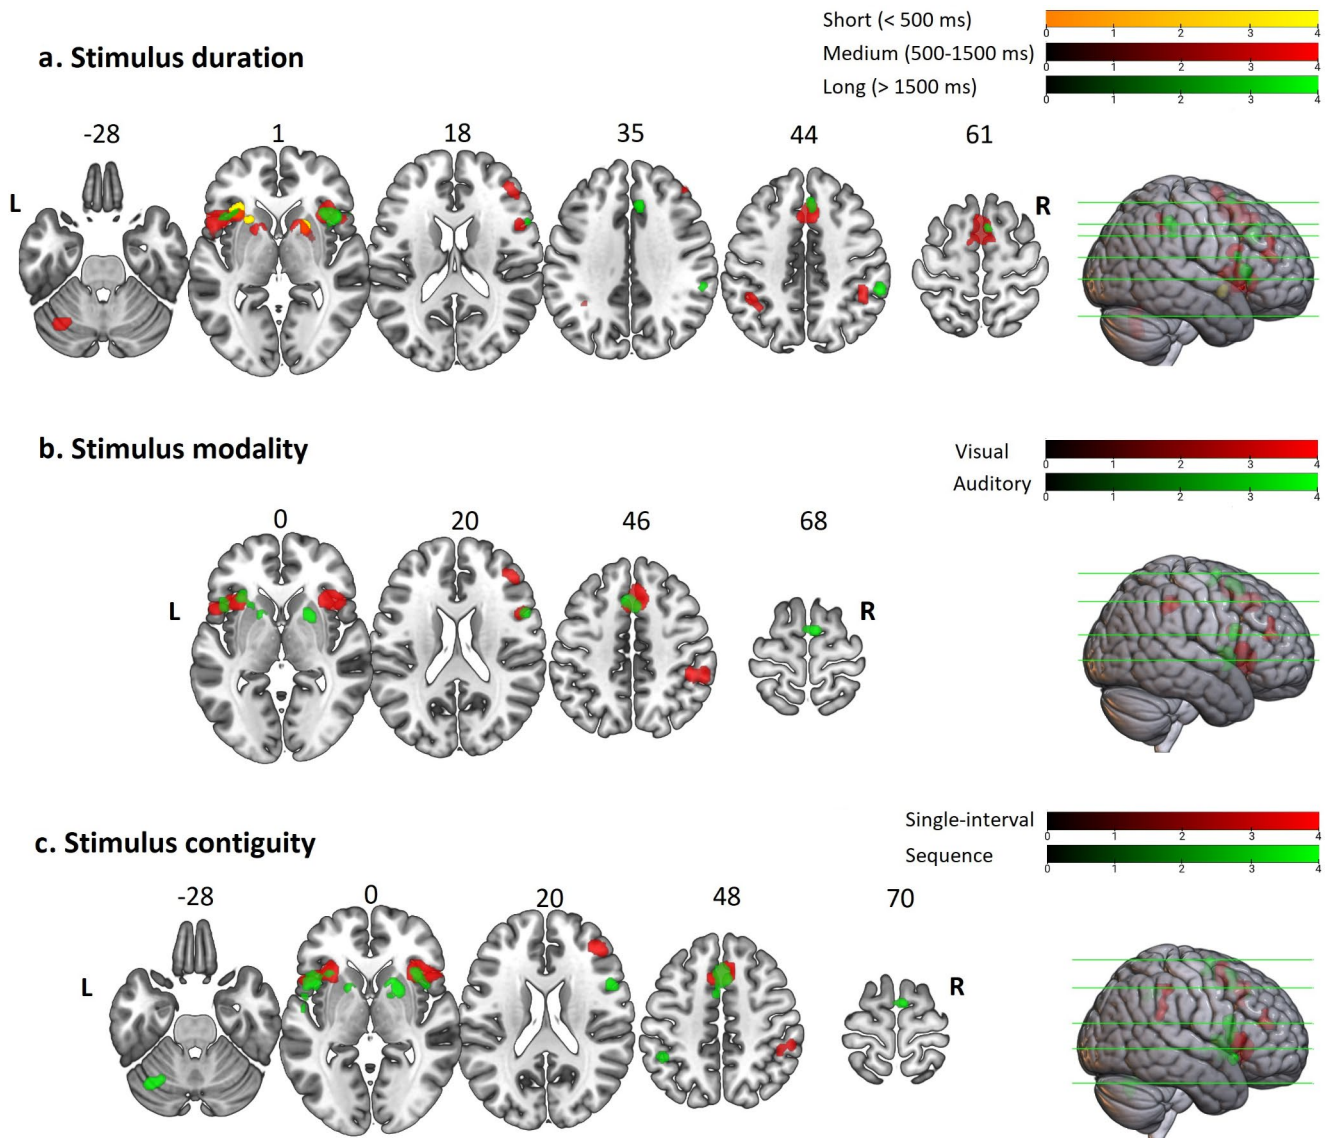 Short (< 500 ms)
0 1 2 3 4
a. Stimulus duration
Medium (500-1500 ms)
0 1 2 3 4
Long (> 1500 ms)
0 1 2 3 4
-28 1 18 35 44 61
L R
b. Stimulus modality
Visual
0 1 2 3 4
Auditory
0 1 2 3 4
0 20 46 68
L R
Single-interval
0 1 2 3 4
c. Stimulus contiguity
Sequence
0 1 2 3 4
-28 0 20 48 70
L R